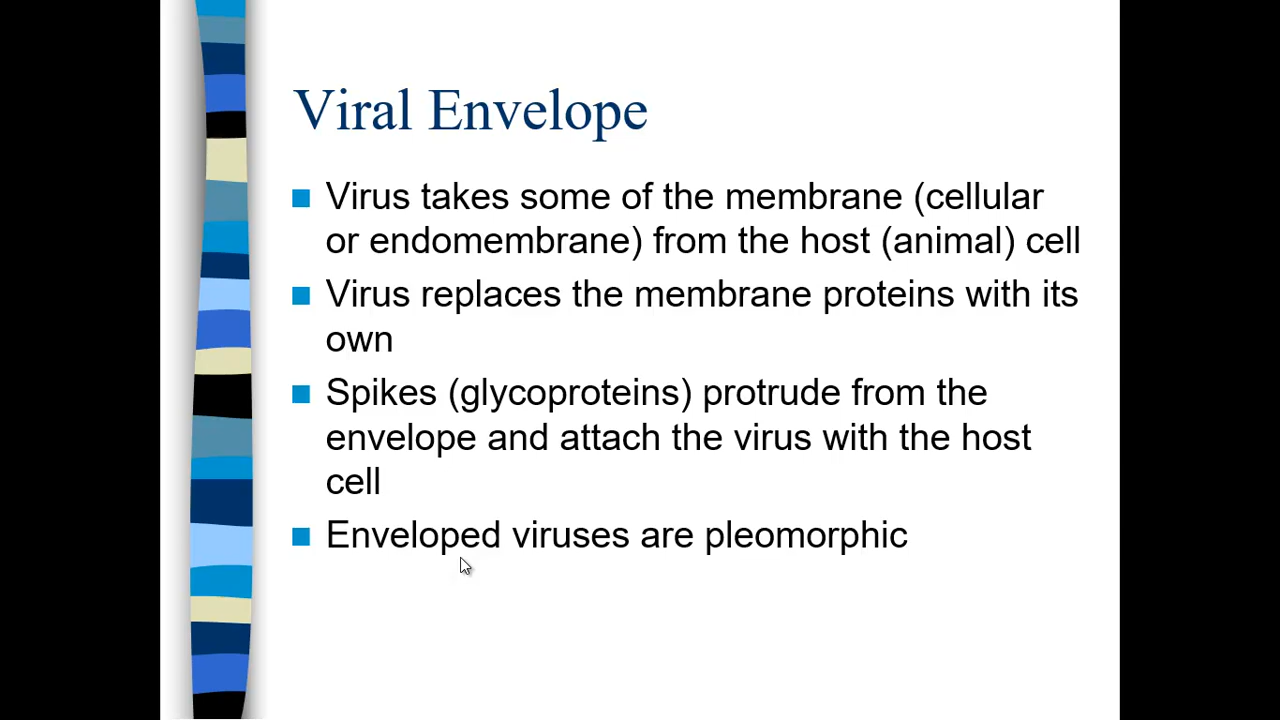 Viral Envelope
Virus takes some of the membrane (cellular
or endomembrane) from the host (animal) cell
Virus replaces the membrane proteins with its
own
Spikes (glycoproteins) protrude from the
envelope and attach the virus with the host
cell
Enveloped viruses are pleomorphic